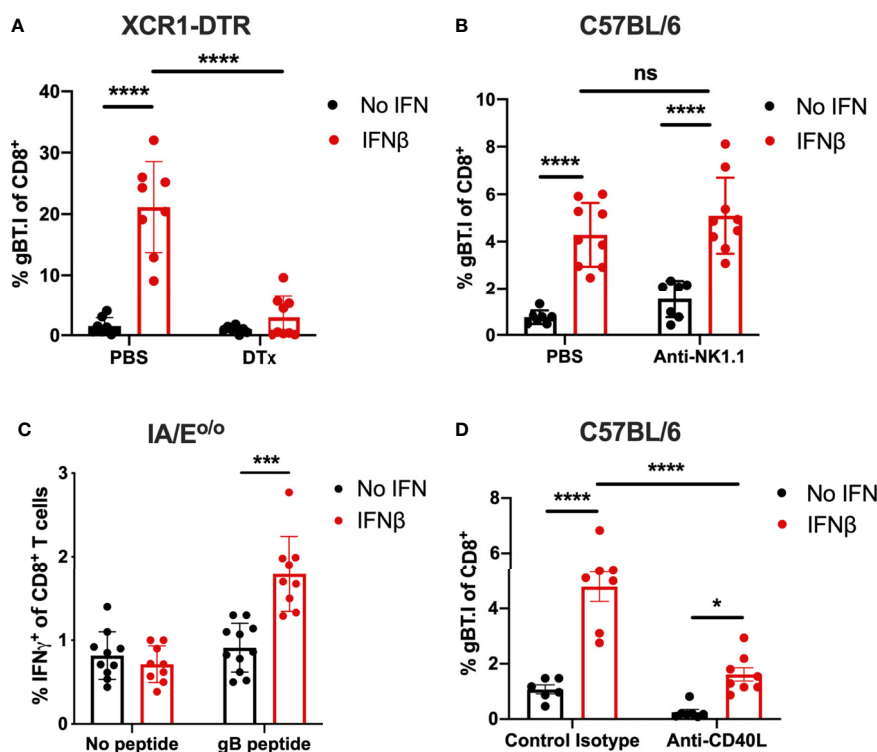 A
XCR1-DTR
% gBT.I of CD8⁺
40
30
20
10
0
****
****
No IFN
IFNβ
PBS
DTx
B
C57BL/6
% gBT.I of CD8⁺
10
8
6
4
2
0
ns
****
****
No IFN
IFNβ
PBS
Anti-NK1.1
C
IA/E^o/o
% IFNγ⁺ of CD8⁺ T cells
3
2
1
0
***
No IFN
IFNβ
No peptide
gB peptide
D
C57BL/6
% gBT.I of CD8⁺
8
6
4
2
0
****
****
*
No IFN
IFNβ
Control Isotype
Anti-CD40L